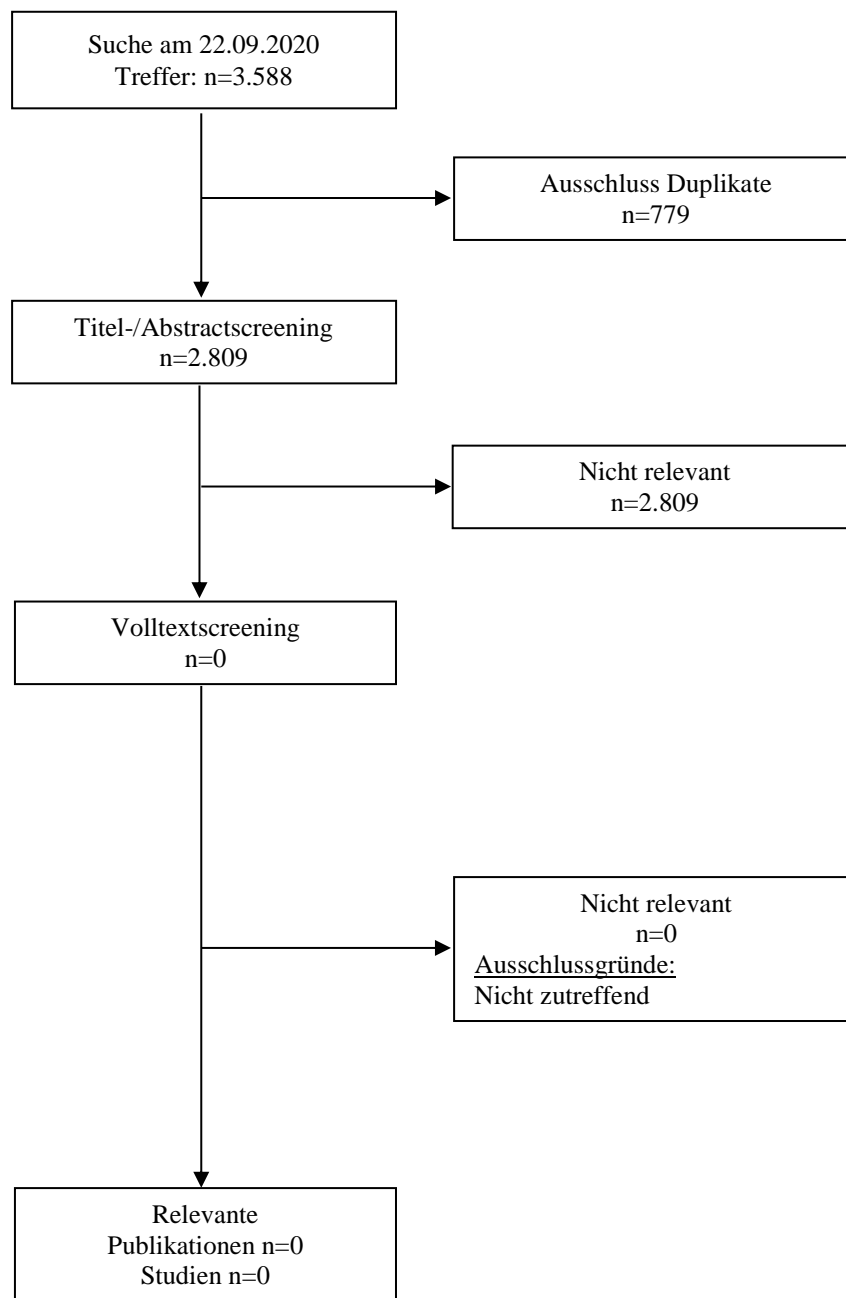 Suche am 22.09.2020
Treffer: n=3.588
Ausschluss Duplikate
n=779
Titel-/Abstractscreening
n=2.809
Nicht relevant
n=2.809
Volltextscreening
n=0
Nicht relevant
n=0
Ausschlussgründe:
Nicht zutreffend
Relevante
Publikationen n=0
Studien n=0